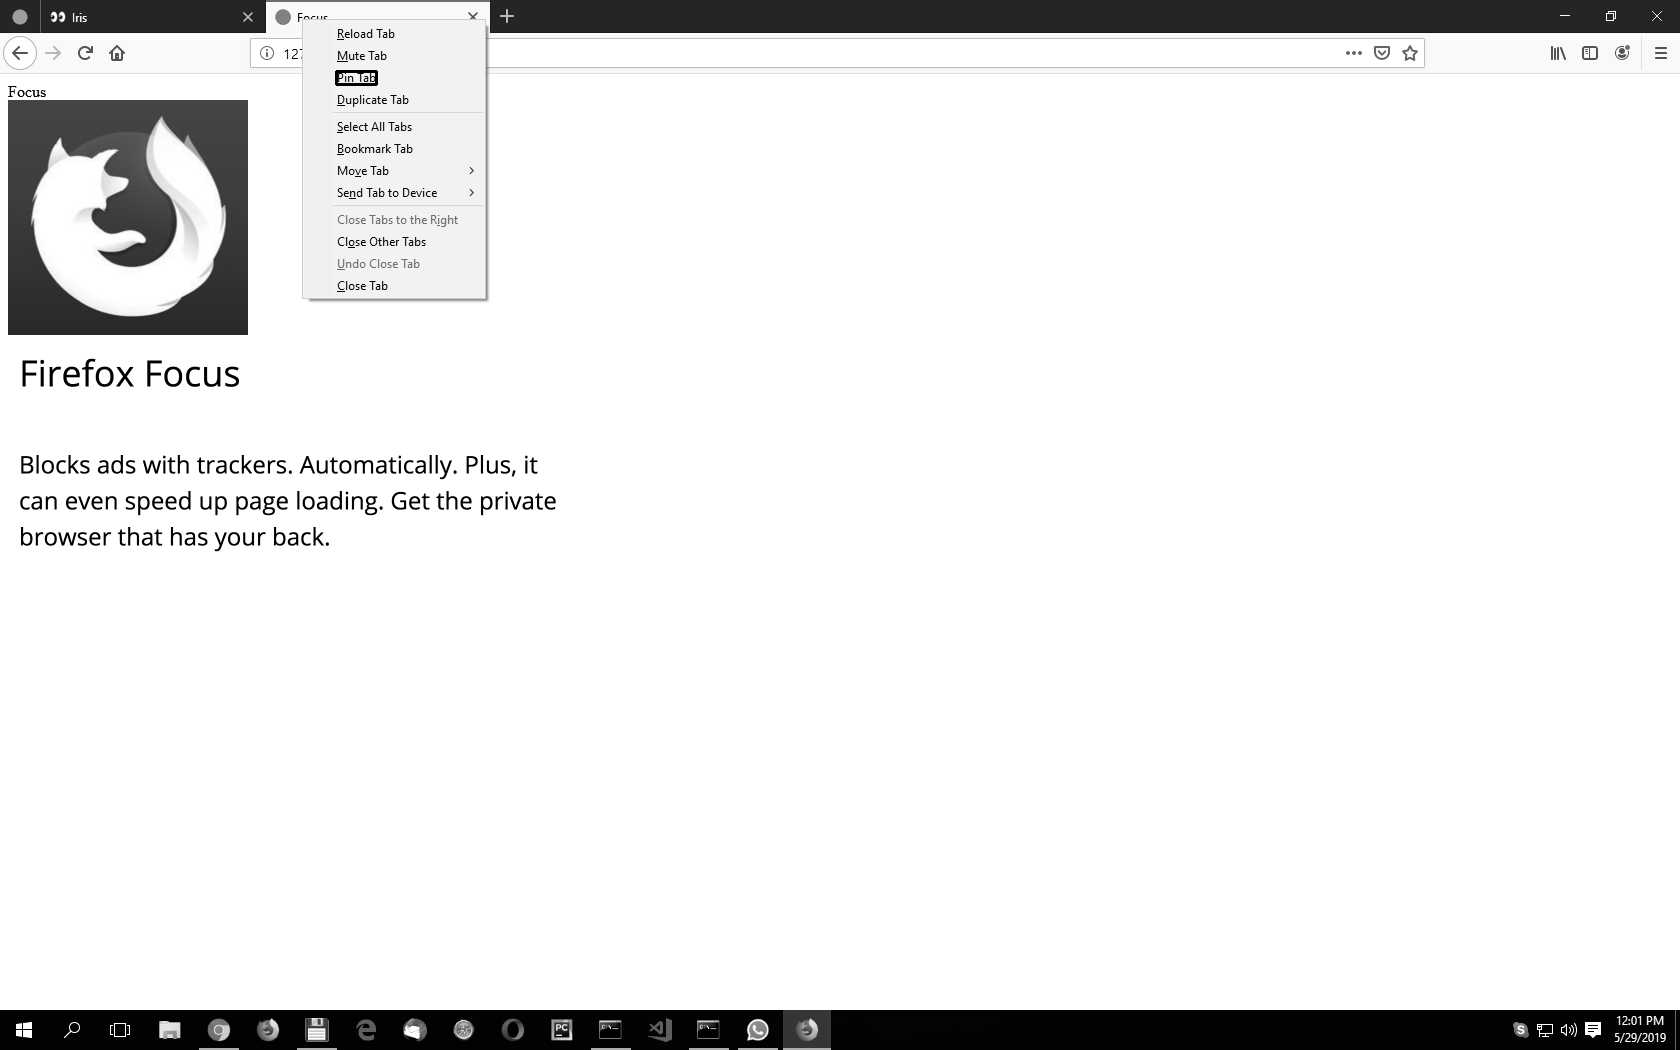 Iris
127
Reload Tab
Mute Tab
Pin Tab
Duplicate Tab
Select All Tabs
Bookmark Tab
Move Tab
Send Tab to Device
Close Tabs to the Right
Close Other Tabs
Undo Close Tab
Close Tab
Focus
Firefox Focus
Blocks ads with trackers. Automatically. Plus, it
can even speed up page loading. Get the private
browser that has your back.
PC
12:01 PM
5/29/2019